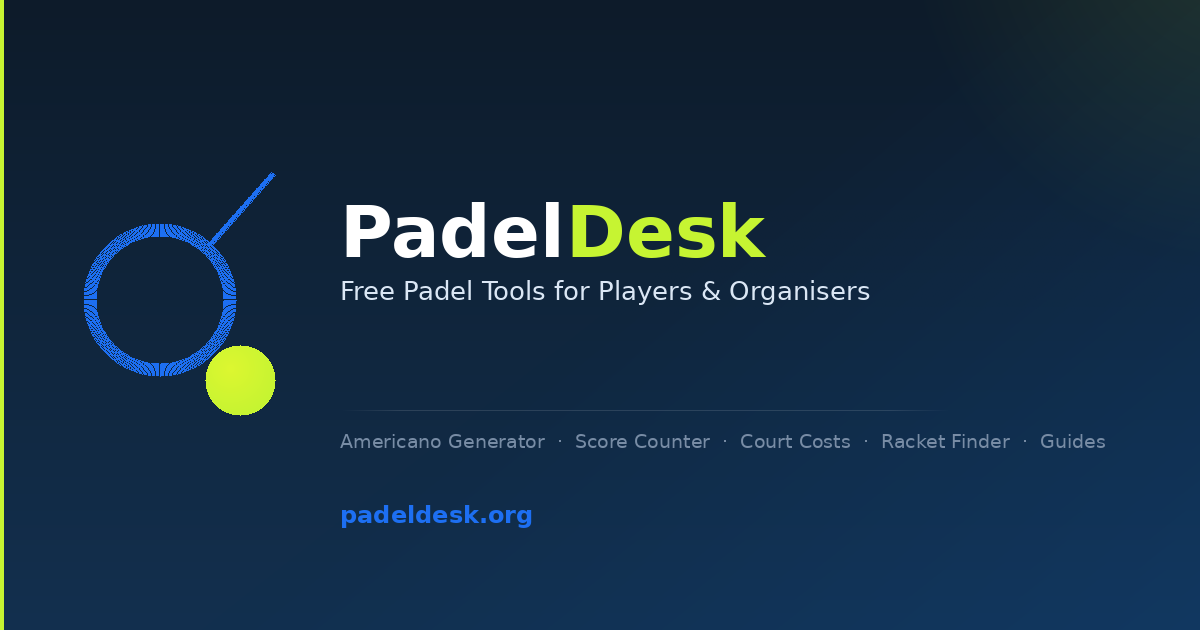 PadelDesk
Free Padel Tools for Players & Organisers
Americano Generator · Score Counter · Court Costs · Racket Finder · Guides
padeldesk.org